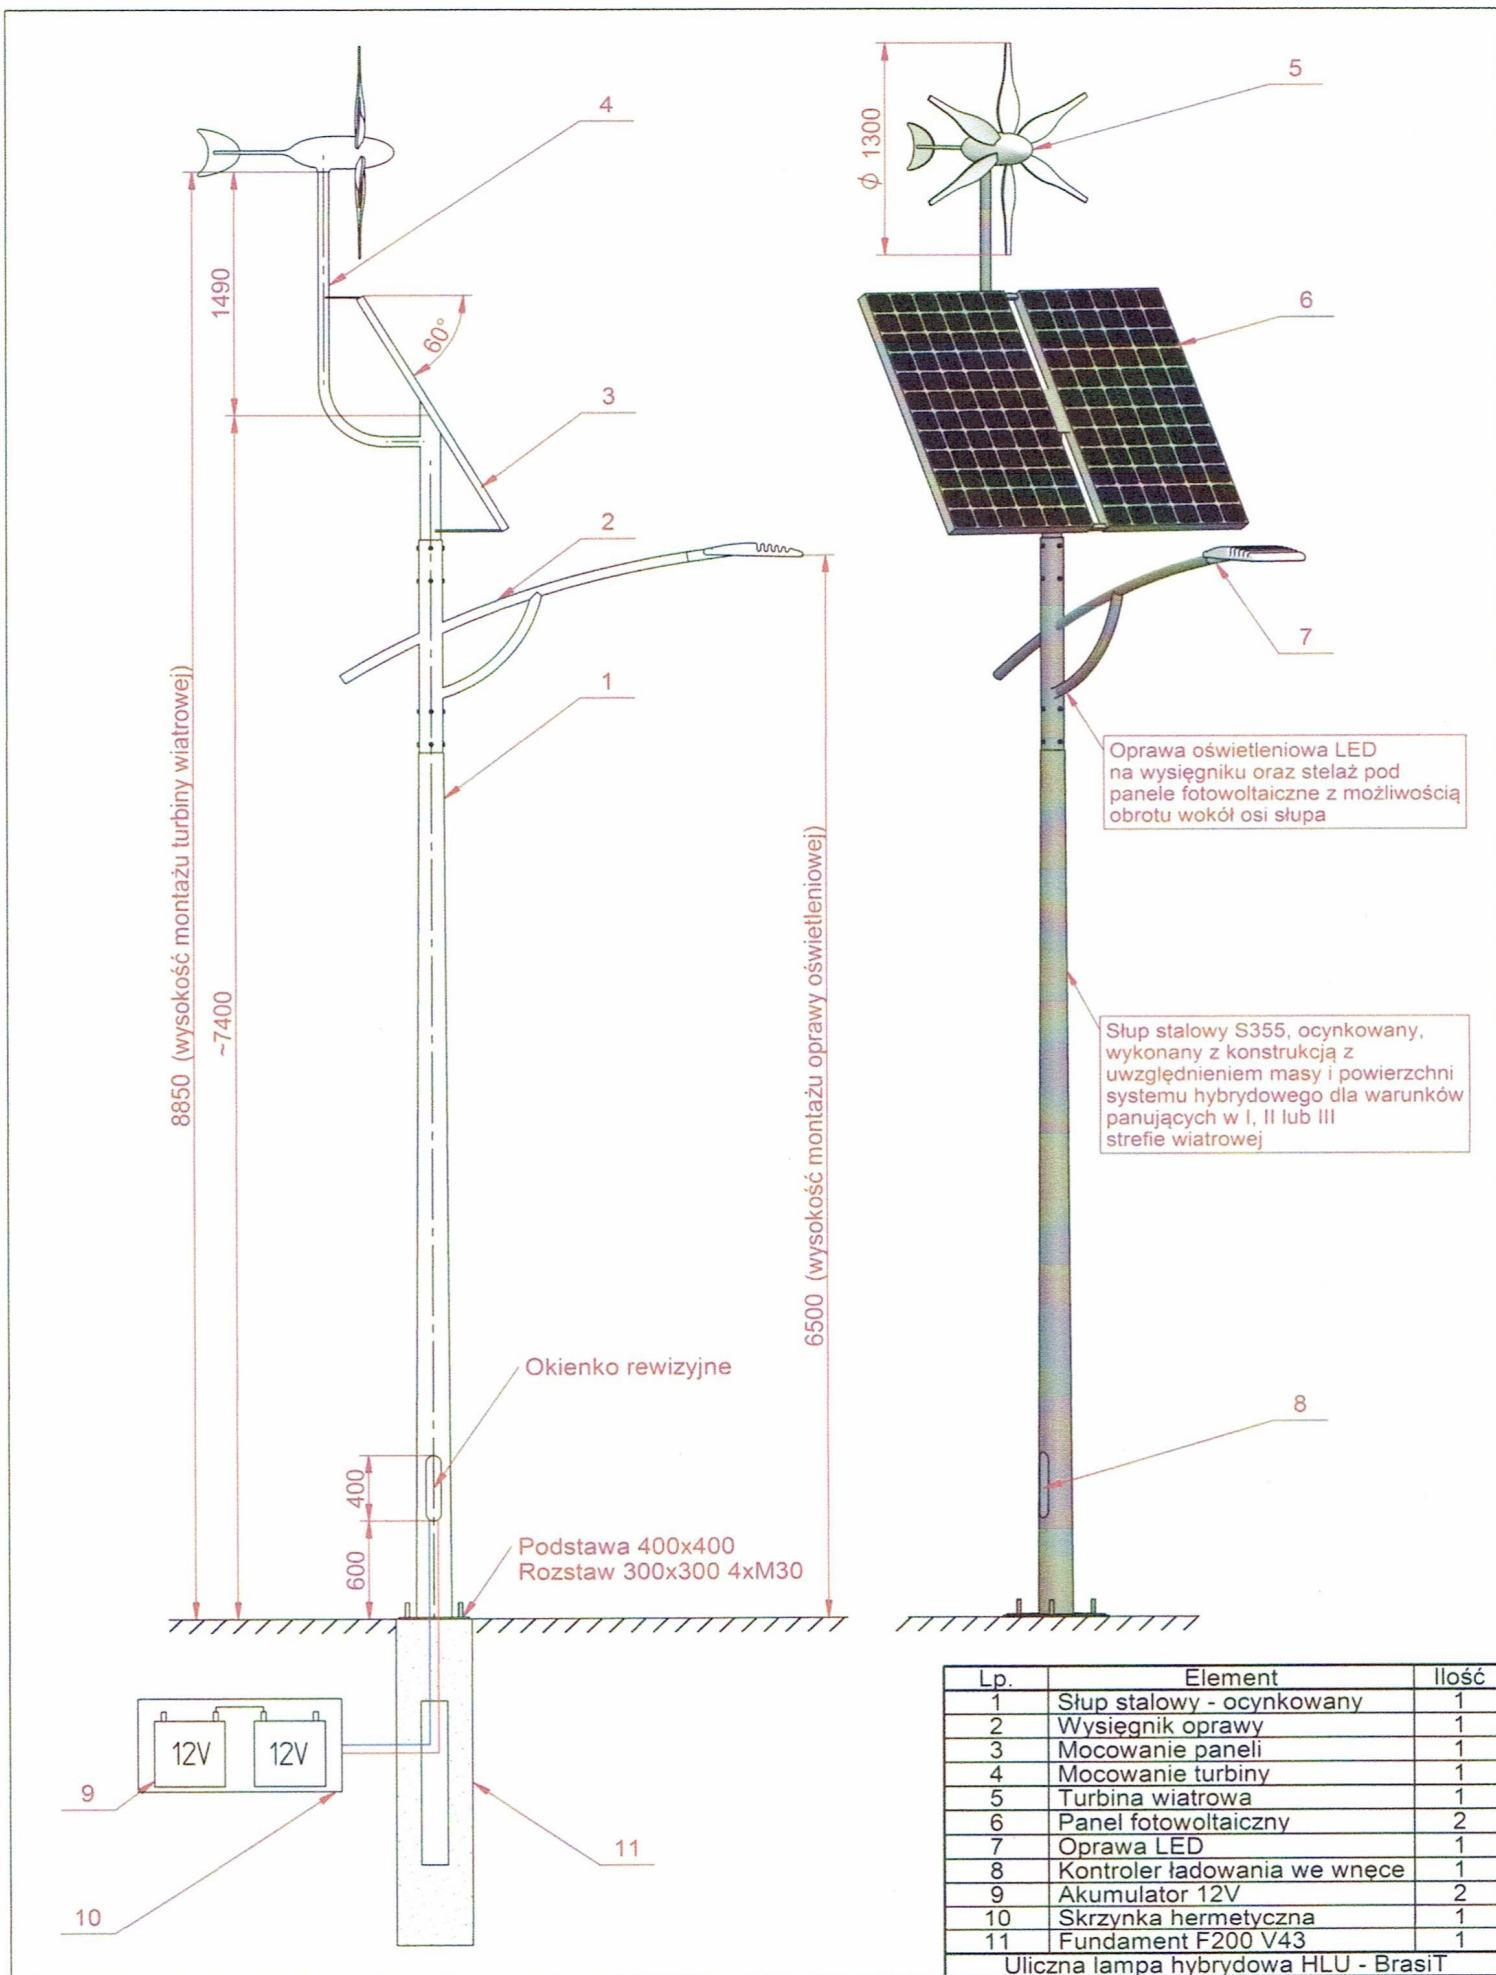 4
1490
60°
3
2
1
8850 (wysokość montażu turbiny wiatrowej)
~7400
6500 (wysokość montażu oprawy oświetleniowej)
Okienko rewizyjne
400
600
Podstawa 400x400
Rozstaw 300x300 4xM30
12V
12V
9
10
11
ϕ 1300
5
6
7
Oprawa oświetleniowa LED
na wysięgniku oraz stelaż pod
panele fotowoltaiczne z możliwością
obrotu wokół osi słupa
Słup stalowy S355, ocynkowany,
wykonany z konstrukcją z
uwzględnieniem masy i powierzchni
systemu hybrydowego dla warunków
panujących w I, II lub III
strefie wiatrowej
8
Lp. Element Ilość
1 Słup stalowy - ocynkowany 1
2 Wysięgnik oprawy 1
3 Mocowanie paneli 1
4 Mocowanie turbiny 1
5 Turbina wiatrowa 1
6 Panel fotowoltaiczny 2
7 Oprawa LED 1
8 Kontroler ładowania we wnęce 1
9 Akumulator 12V 2
10 Skrzynka hermetyczna 1
11 Fundament F200 V43 1
Uliczna lampa hybrydowa HLU - BrasiT